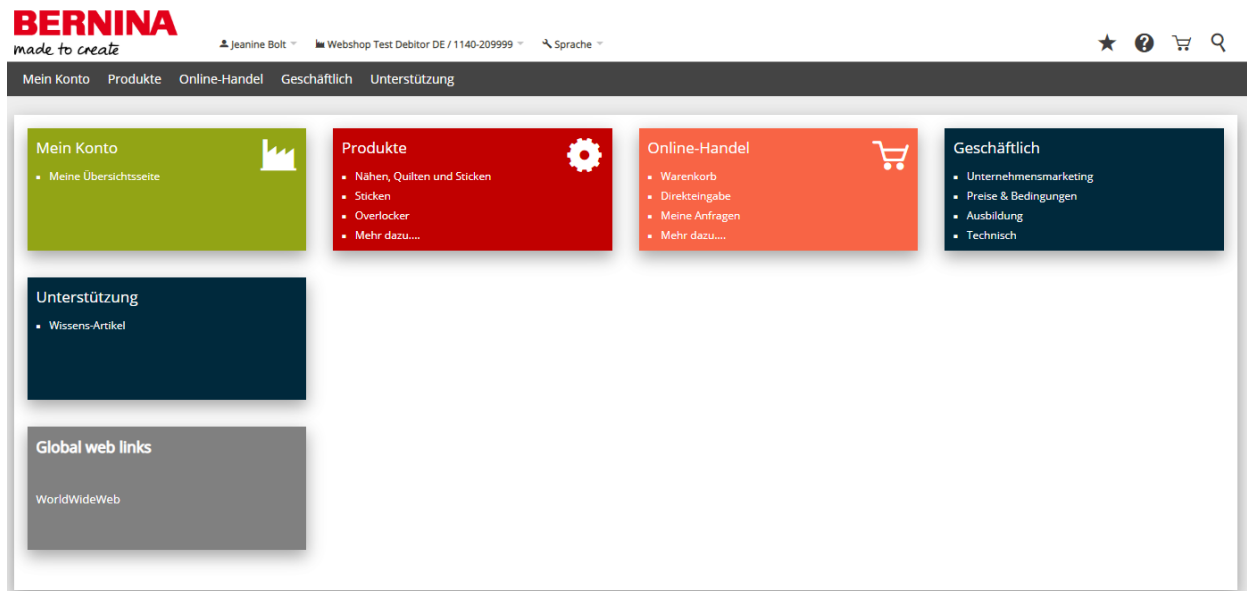 BERNINA
made to create
Jeanine Bolt
Webshop Test Debitor DE / 1140-209999
Sprache
Mein Konto
Produkte
Online-Handel
Geschäftlich
Unterstützung
Mein Konto
Meine Übersichtsseite
Produkte
Nähen, Quilten und Sticken
Sticken
Overlocker
Mehr dazu....
Online-Handel
Warenkorb
Direkteingabe
Meine Anfragen
Mehr dazu....
Geschäftlich
Unternehmensmarketing
Preise & Bedingungen
Ausbildung
Technisch
Unterstützung
Wissens-Artikel
Global web links
WorldWideWeb